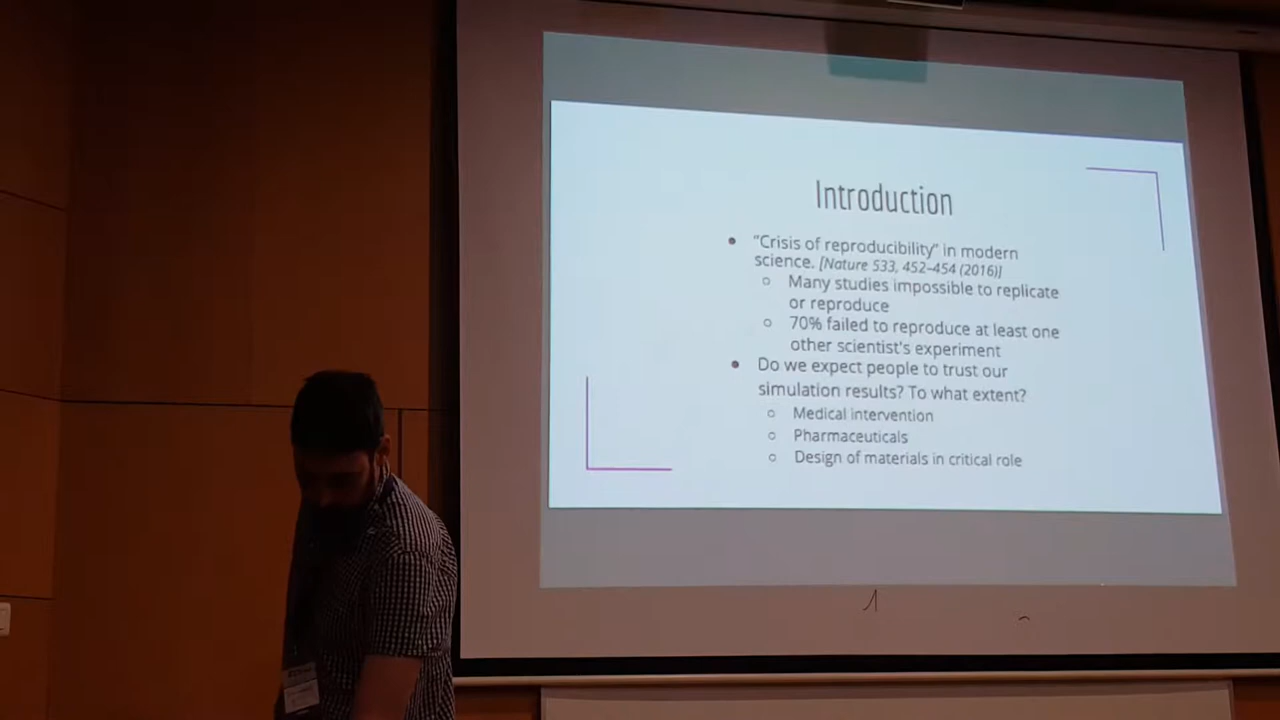 Introduction
• "Crisis of reproducibility" in modern
science. [Nature 533, 452–454 (2016)]
○ Many studies impossible to replicate
or reproduce
○ 70% failed to reproduce at least one
other scientist's experiment
• Do we expect people to trust our
simulation results? To what extent?
○ Medical intervention
○ Pharmaceuticals
○ Design of materials in critical role